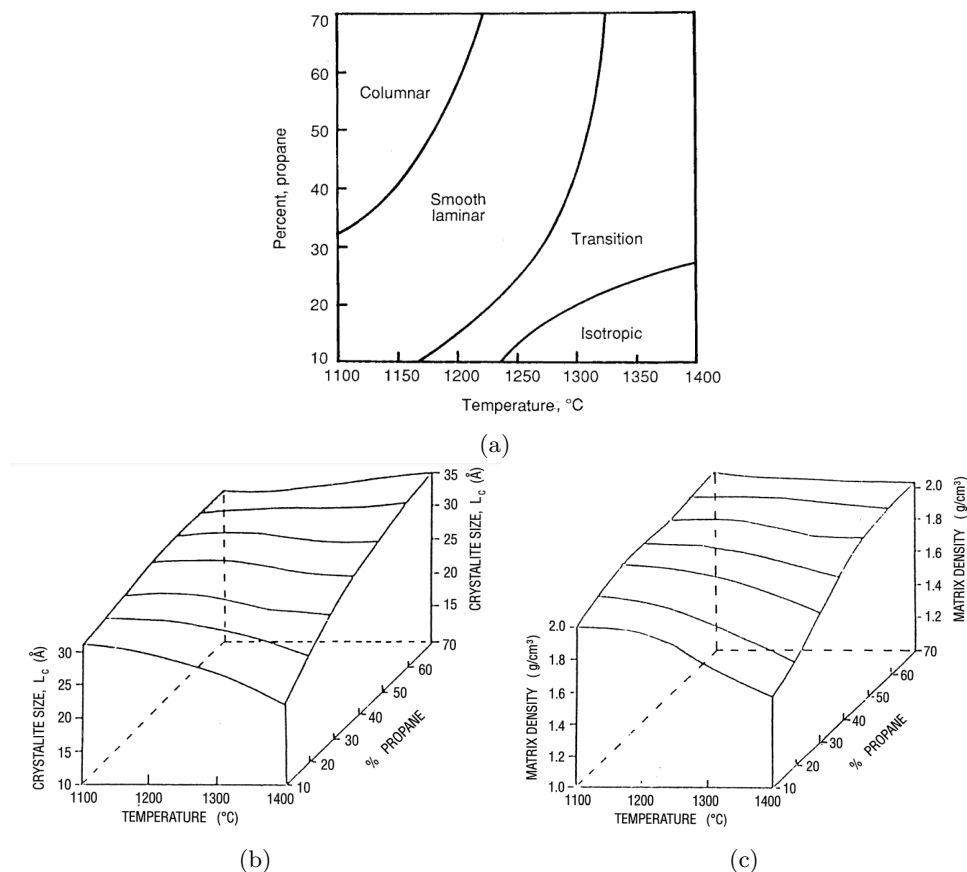 70
60
50
40
30
20
10
Percent, propane
Columnar
Smooth
laminar
Transition
Isotropic
1100 1150 1200 1250 1300 1350 1400
Temperature, °C
(a)
35
30
25
20
15
70
CRYSTALITE SIZE, Lc (Å)
30
25
20
15
10
CRYSTALITE SIZE, Lc (Å)
60
50
40
30
20
10
% PROPANE
1100 1200 1300 1400
TEMPERATURE (°C)
(b)
2.0
1.8
1.6
1.4
1.2
70
MATRIX DENSITY (g/cm³)
2.0
1.8
1.6
1.4
1.2
1.0
MATRIX DENSITY (g/cm³)
60
50
40
30
20
10
% PROPANE
1100 1200 1300 1400
TEMPERATURE (°C)
(c)